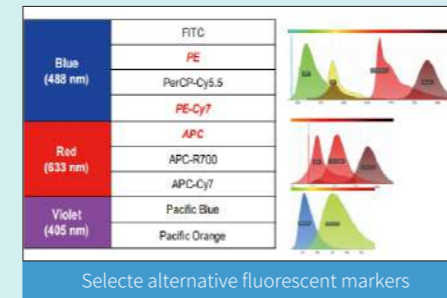 Blue
(488 nm)
FITC
PE
PerCP-Cy5.5
PE-Cy7
Red
(633 nm)
APC
APC-R700
APC-Cy7
Violet
(405 nm)
Pacific Blue
Pacific Orange
Selecte alternative fluorescent markers